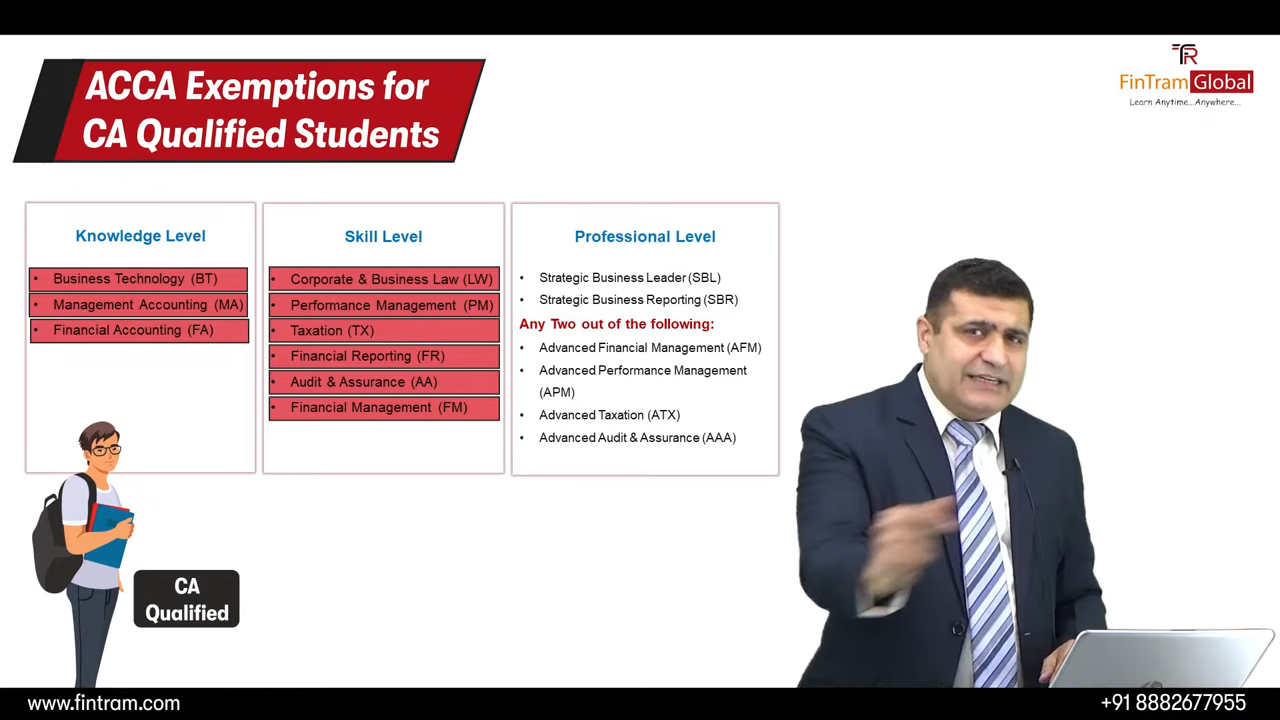 ACCA Exemptions for
CA Qualified Students
FR
FinTram Global
Learn Anytime...Anywhere...
Knowledge Level
• Business Technology (BT)
• Management Accounting (MA)
• Financial Accounting (FA)
Skill Level
• Corporate & Business Law (LW)
• Performance Management (PM)
• Taxation (TX)
• Financial Reporting (FR)
• Audit & Assurance (AA)
• Financial Management (FM)
Professional Level
• Strategic Business Leader (SBL)
• Strategic Business Reporting (SBR)
Any Two out of the following:
• Advanced Financial Management (AFM)
• Advanced Performance Management
(APM)
• Advanced Taxation (ATX)
• Advanced Audit & Assurance (AAA)
CA
Qualified
www.fintram.com
+91 8882677955